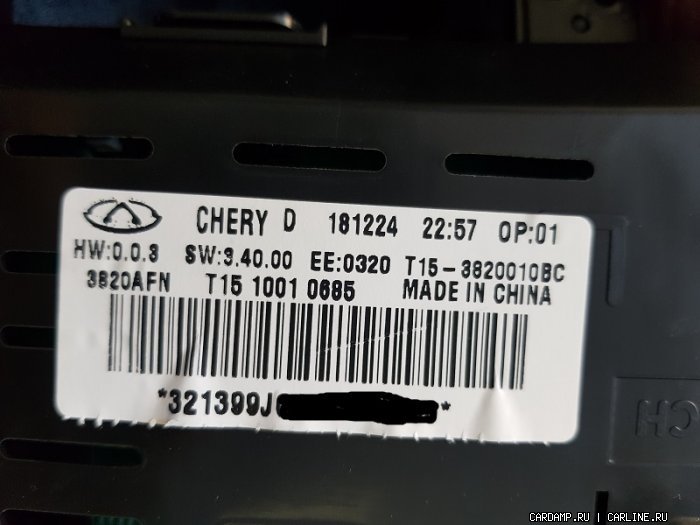 CHERY D 181224 22:57 OP:01
HW:0.0.3 SW:3.40.00 EE:0320 T15-3820010BC
3820AFN T15 1001 0685 MADE IN CHINA
*321399J *
CH
CARDAMP.RU | CARLINE.RU